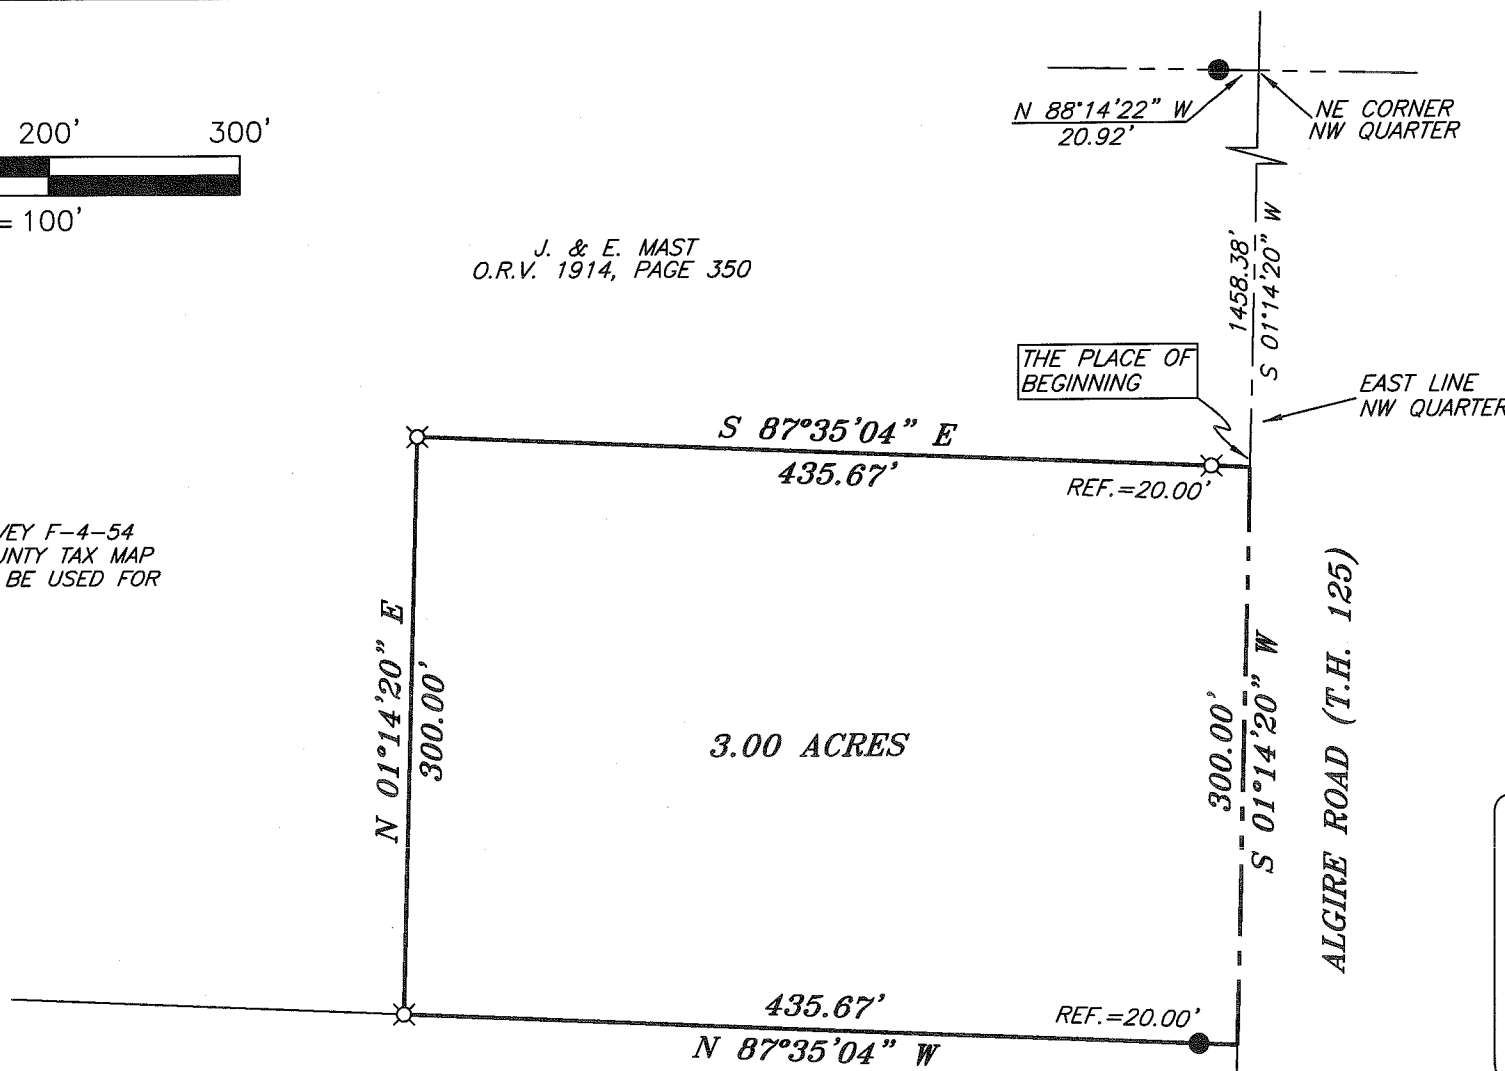 200' 300'
= 100'
N 88°14'22" W
20.92'
NE CORNER
NW QUARTER
J. & E. MAST
O.R.V. 1914, PAGE 350
1458.38'
S 01°14'20" W
THE PLACE OF
BEGINNING
EAST LINE
NW QUARTER
S 87°35'04" E
435.67'
REF.=20.00'
VEY F-4-54
UNTY TAX MAP
BE USED FOR
N 01°14'20" E
300.00'
3.00 ACRES
300.00'
S 01°14'20" W
ALGIRE ROAD (T.H. 125)
435.67'
REF.=20.00'
N 87°35'04" W